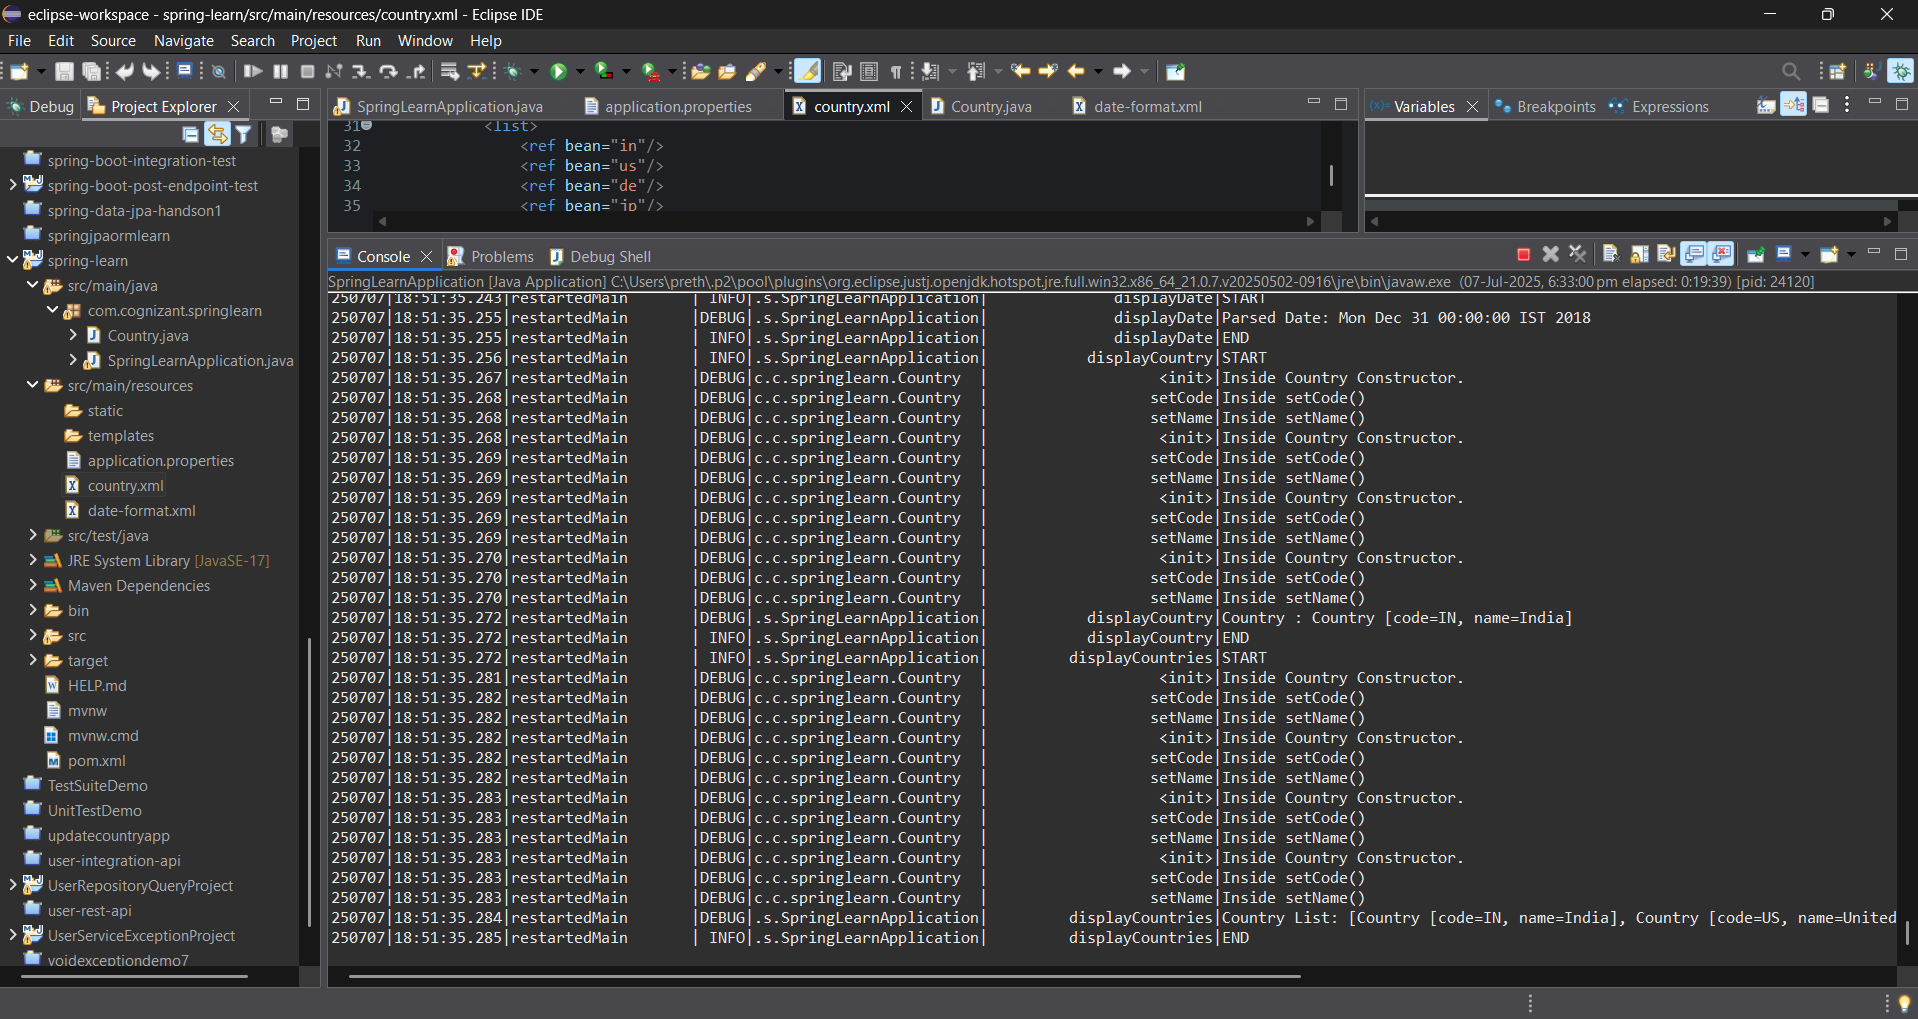 eclipse-workspace - spring-learn/src/main/resources/country.xml - Eclipse IDE
File Edit Source Navigate Search Project Run Window Help
Debug Project Explorer
spring-boot-integration-test
spring-boot-post-endpoint-test
spring-data-jpa-handson1
springjpaormlearn
spring-learn
src/main/java
com.cognizant.springlearn
Country.java
SpringLearnApplication.java
src/main/resources
static
templates
application.properties
country.xml
date-format.xml
src/test/java
JRE System Library [JavaSE-17]
Maven Dependencies
bin
src
target
HELP.md
mvnw
mvnw.cmd
pom.xml
TestSuiteDemo
UnitTestDemo
updatecountryapp
user-integration-api
UserRepositoryQueryProject
user-rest-api
UserServiceExceptionProject
voidexceptiondemo7
SpringLearnApplication.java application.properties country.xml Country.java date-format.xml
31 <list>
32 <ref bean="in"/>
33 <ref bean="us"/>
34 <ref bean="de"/>
35 <ref bean="jp"/>
Variables Breakpoints Expressions
Console Problems Debug Shell
SpringLearnApplication [Java Application] C:\Users\preth\.p2\pool\plugins\org.eclipse.justj.openjdk.hotspot.jre.full.win32.x86_64_21.0.7.v20250502-0916\jre\bin\javaw.exe (07-Jul-2025, 6:33:00 pm elapsed: 0:19:39) [pid: 24120]
250707|18:51:35.243|restartedMain | INFO|.s.SpringLearnApplication| displayDate|START
250707|18:51:35.255|restartedMain |DEBUG|.s.SpringLearnApplication| displayDate|Parsed Date: Mon Dec 31 00:00:00 IST 2018
250707|18:51:35.255|restartedMain | INFO|.s.SpringLearnApplication| displayDate|END
250707|18:51:35.256|restartedMain | INFO|.s.SpringLearnApplication| displayCountry|START
250707|18:51:35.267|restartedMain |DEBUG|c.c.springlearn.Country | <init>|Inside Country Constructor.
250707|18:51:35.268|restartedMain |DEBUG|c.c.springlearn.Country | setCode|Inside setCode()
250707|18:51:35.268|restartedMain |DEBUG|c.c.springlearn.Country | setName|Inside setName()
250707|18:51:35.268|restartedMain |DEBUG|c.c.springlearn.Country | <init>|Inside Country Constructor.
250707|18:51:35.269|restartedMain |DEBUG|c.c.springlearn.Country | setCode|Inside setCode()
250707|18:51:35.269|restartedMain |DEBUG|c.c.springlearn.Country | setName|Inside setName()
250707|18:51:35.269|restartedMain |DEBUG|c.c.springlearn.Country | <init>|Inside Country Constructor.
250707|18:51:35.269|restartedMain |DEBUG|c.c.springlearn.Country | setCode|Inside setCode()
250707|18:51:35.269|restartedMain |DEBUG|c.c.springlearn.Country | setName|Inside setName()
250707|18:51:35.270|restartedMain |DEBUG|c.c.springlearn.Country | <init>|Inside Country Constructor.
250707|18:51:35.270|restartedMain |DEBUG|c.c.springlearn.Country | setCode|Inside setCode()
250707|18:51:35.270|restartedMain |DEBUG|c.c.springlearn.Country | setName|Inside setName()
250707|18:51:35.272|restartedMain |DEBUG|.s.SpringLearnApplication| displayCountry|Country : Country [code=IN, name=India]
250707|18:51:35.272|restartedMain | INFO|.s.SpringLearnApplication| displayCountry|END
250707|18:51:35.272|restartedMain | INFO|.s.SpringLearnApplication| displayCountries|START
250707|18:51:35.281|restartedMain |DEBUG|c.c.springlearn.Country | <init>|Inside Country Constructor.
250707|18:51:35.282|restartedMain |DEBUG|c.c.springlearn.Country | setCode|Inside setCode()
250707|18:51:35.282|restartedMain |DEBUG|c.c.springlearn.Country | setName|Inside setName()
250707|18:51:35.282|restartedMain |DEBUG|c.c.springlearn.Country | <init>|Inside Country Constructor.
250707|18:51:35.282|restartedMain |DEBUG|c.c.springlearn.Country | setCode|Inside setCode()
250707|18:51:35.282|restartedMain |DEBUG|c.c.springlearn.Country | setName|Inside setName()
250707|18:51:35.283|restartedMain |DEBUG|c.c.springlearn.Country | <init>|Inside Country Constructor.
250707|18:51:35.283|restartedMain |DEBUG|c.c.springlearn.Country | setCode|Inside setCode()
250707|18:51:35.283|restartedMain |DEBUG|c.c.springlearn.Country | setName|Inside setName()
250707|18:51:35.283|restartedMain |DEBUG|c.c.springlearn.Country | <init>|Inside Country Constructor.
250707|18:51:35.283|restartedMain |DEBUG|c.c.springlearn.Country | setCode|Inside setCode()
250707|18:51:35.283|restartedMain |DEBUG|c.c.springlearn.Country | setName|Inside setName()
250707|18:51:35.284|restartedMain |DEBUG|.s.SpringLearnApplication| displayCountries|Country List: [Country [code=IN, name=India], Country [code=US, name=United
250707|18:51:35.285|restartedMain | INFO|.s.SpringLearnApplication| displayCountries|END